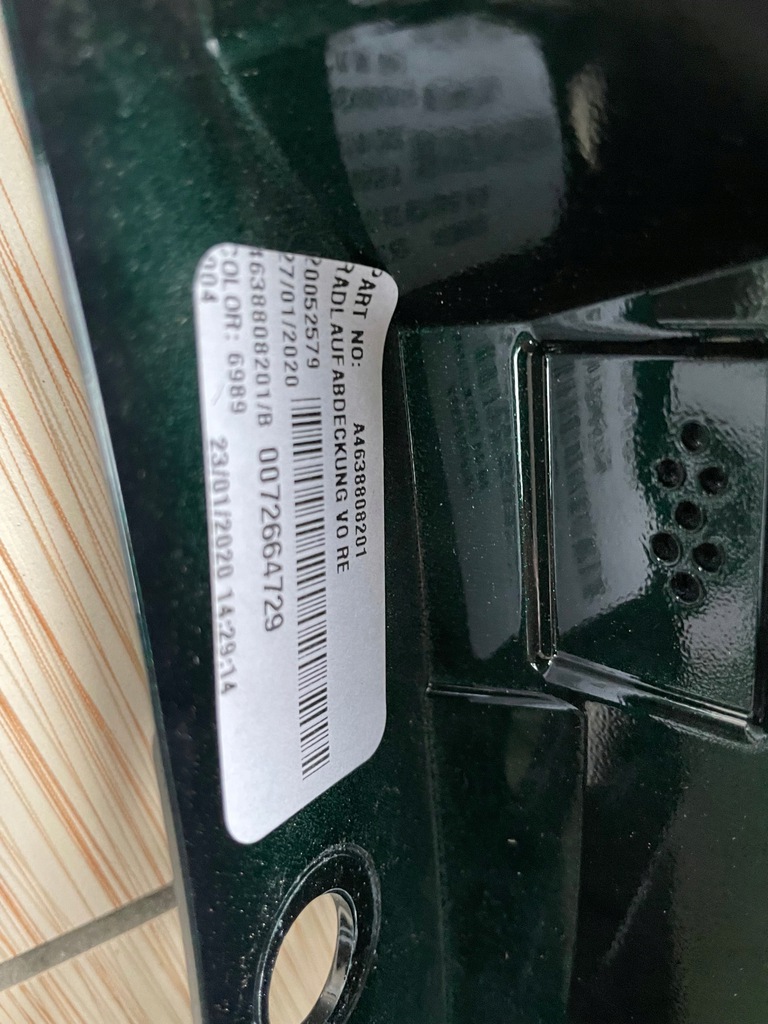 PART NO: A4638808201
RADLAUFABDECKUNG VO RE
20052579
27/01/2020
4638808201/B 0072664729
COLOR: 6989 23/01/2020 14:29:14